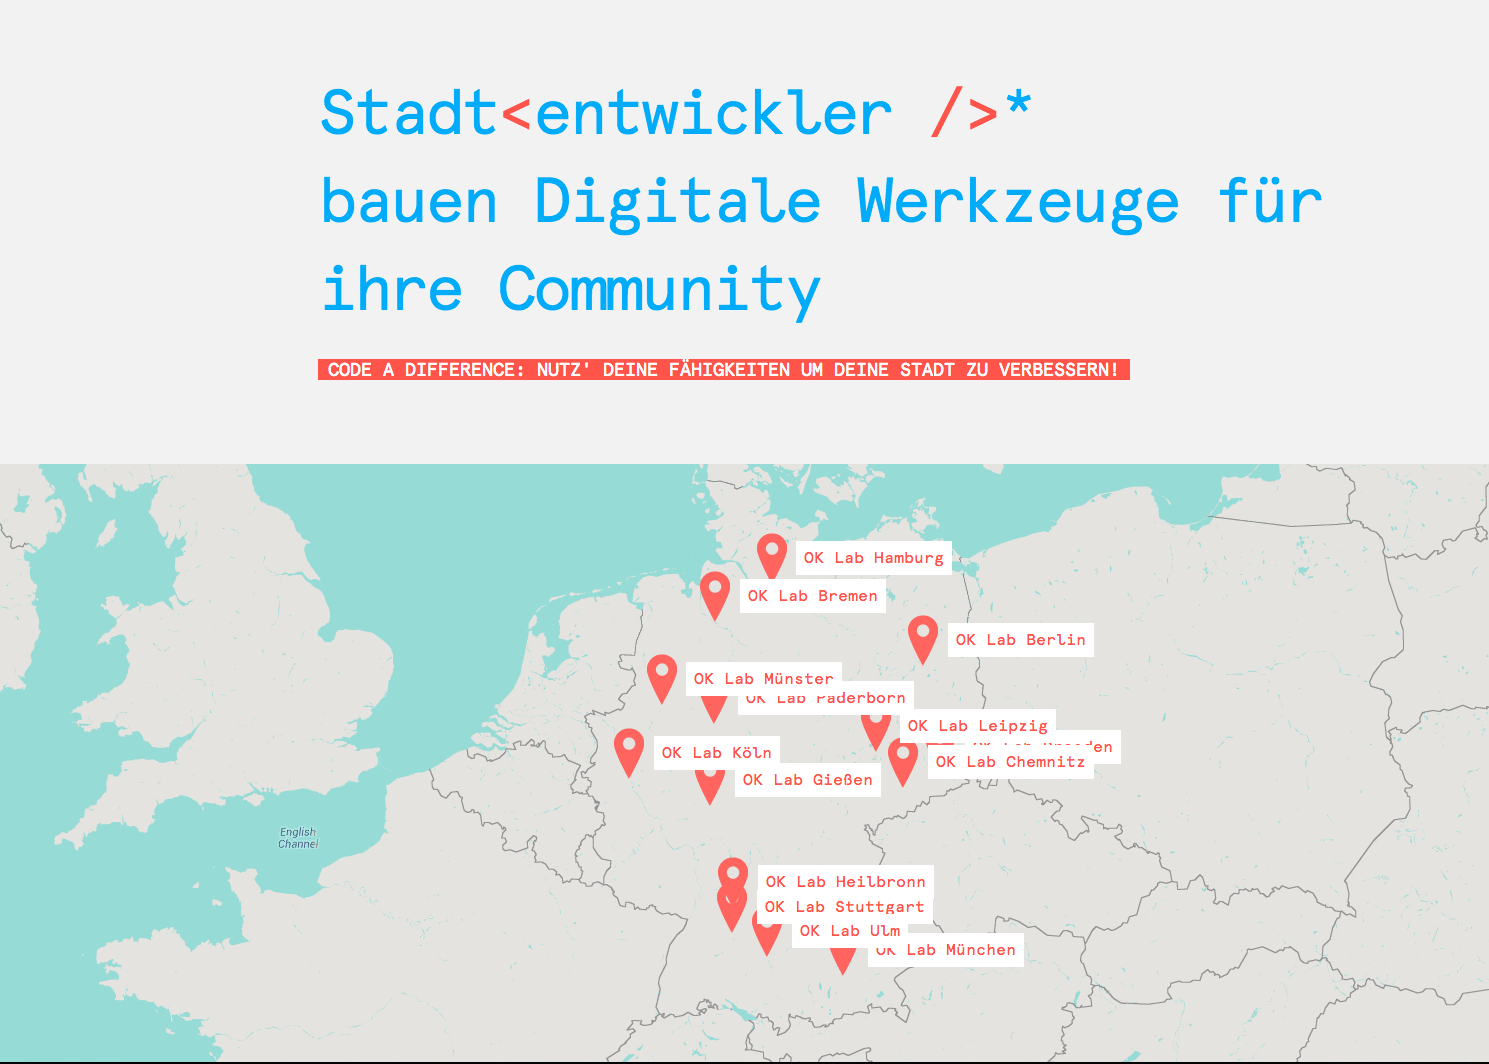 Stadt<entwickler />*
bauen Digitale Werkzeuge für
ihre Community
CODE A DIFFERENCE: NUTZ' DEINE FÄHIGKEITEN UM DEINE STADT ZU VERBESSERN!
OK Lab Hamburg
OK Lab Bremen
OK Lab Berlin
OK Lab Münster
OK Lab Paderborn
OK Lab Leipzig
OK Lab Dresden
OK Lab Köln
OK Lab Chemnitz
OK Lab Gießen
English
Channel
OK Lab Heilbronn
OK Lab Stuttgart
OK Lab Ulm
OK Lab München